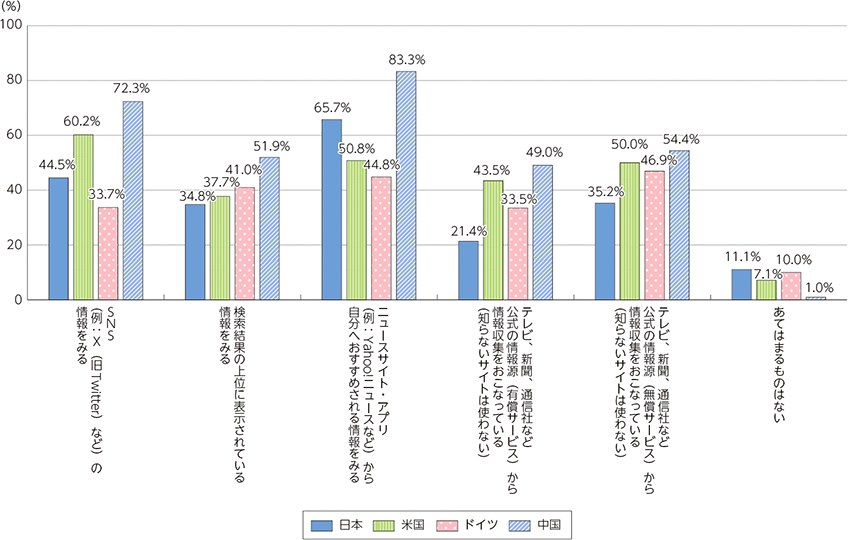 (%)
100
80
60
40
20
0
44.5%
60.2%
33.7%
72.3%
34.8%
37.7%
41.0%
51.9%
65.7%
50.8%
44.8%
83.3%
21.4%
43.5%
33.5%
49.0%
35.2%
50.0%
46.9%
54.4%
11.1%
7.1%
10.0%
1.0%
SNS
(例:X(旧Twitter)など)の
情報をみる
検索結果の上位に表示されている
情報をみる
ニュースサイト・アプリ
(例:Yahoo!ニュースなど)から
自分へおすすめされる情報をみる
テレビ、新聞、通信社など
公式の情報源(有償サービス)から
情報収集をおこなっている
(知らないサイトは使わない)
テレビ、新聞、通信社など
公式の情報源(無償サービス)から
情報収集をおこなっている
(知らないサイトは使わない)
あてはまるものはない
日本
米国
ドイツ
中国